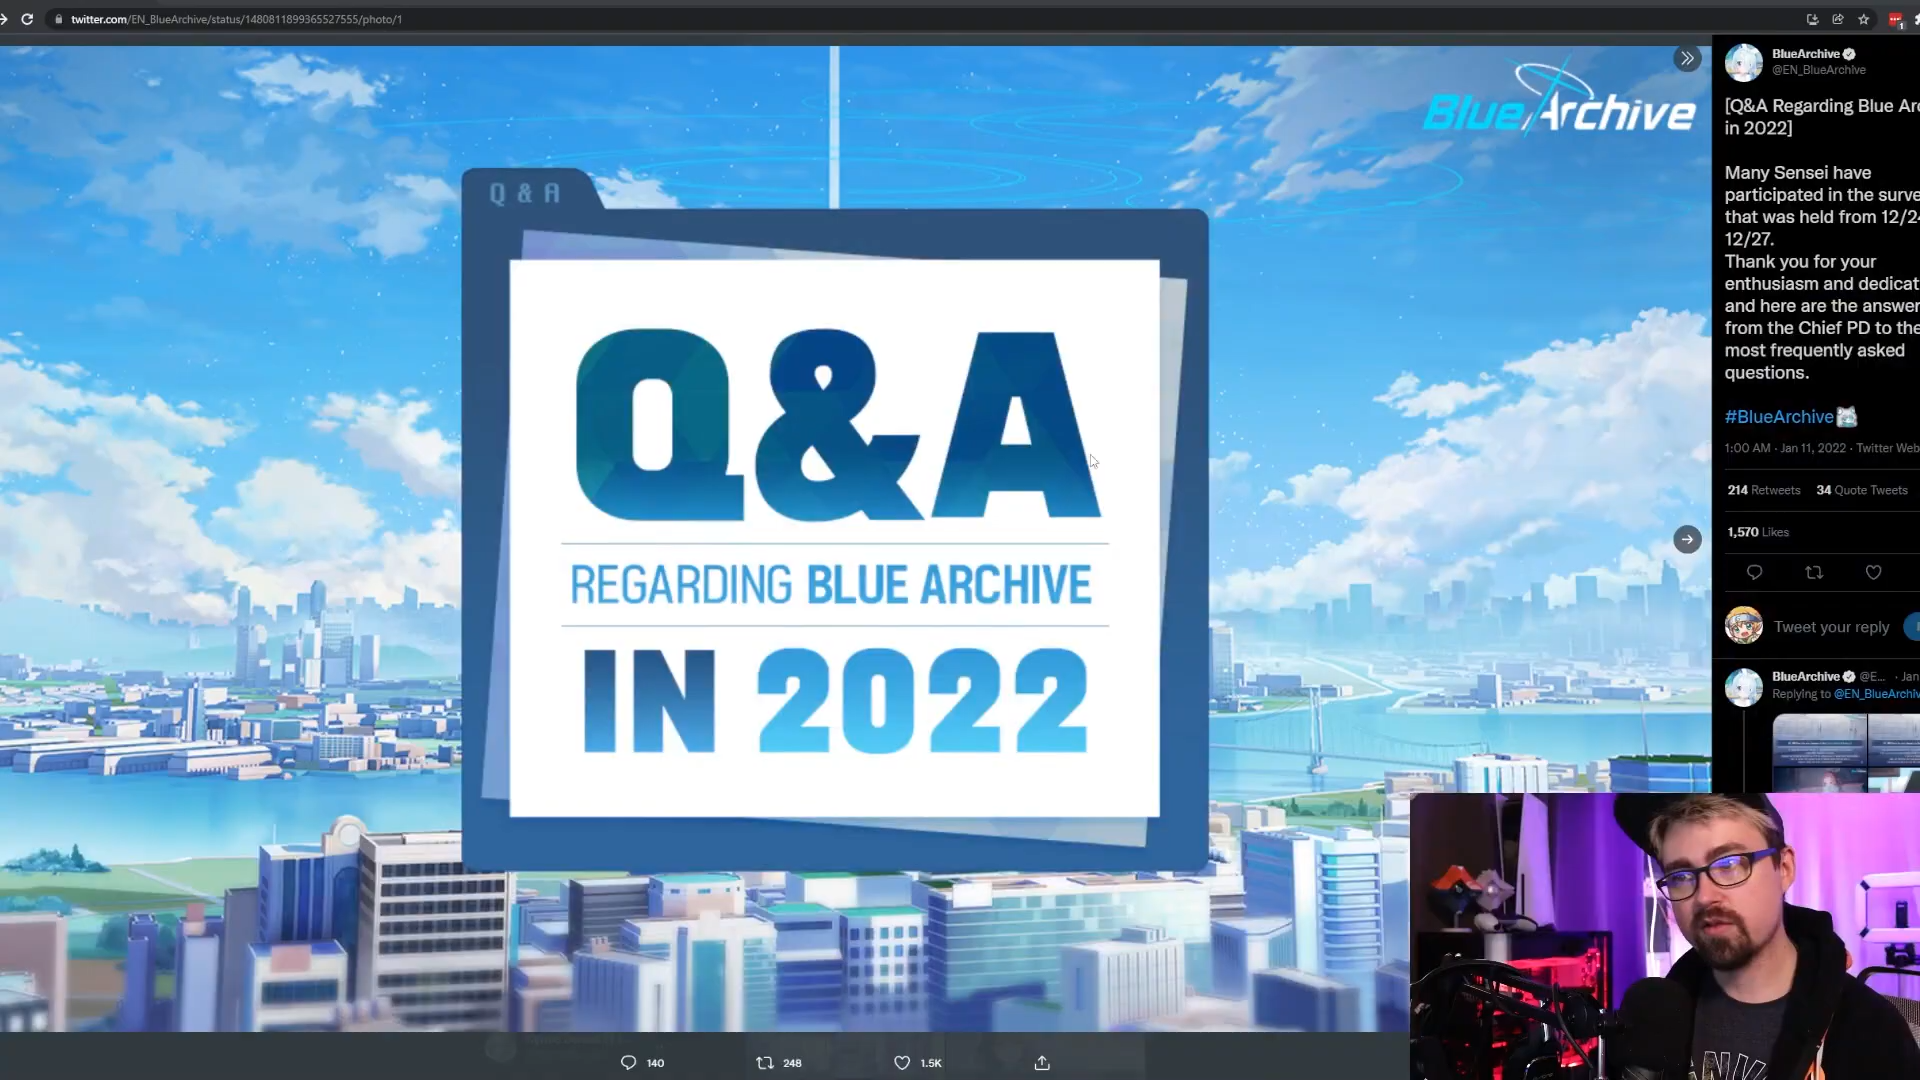 twitter.com/EN_BlueArchive/status/1480811899365527555/photo/1
Blue Archive
Q & A
Q&A
REGARDING BLUE ARCHIVE
IN 2022
BlueArchive
@EN_BlueArchive
[Q&A Regarding Blue Ar
in 2022]
Many Sensei have
participated in the surve
that was held from 12/2
12/27.
Thank you for your
enthusiasm and dedicat
and here are the answer
from the Chief PD to the
most frequently asked
questions.
#BlueArchive
1:00 AM · Jan 11, 2022 · Twitter Web
214 Retweets 34 Quote Tweets
1,570 Likes
Tweet your reply
BlueArchive @E... · Jan
Replying to @EN_BlueArchiv
140 248 1.5K